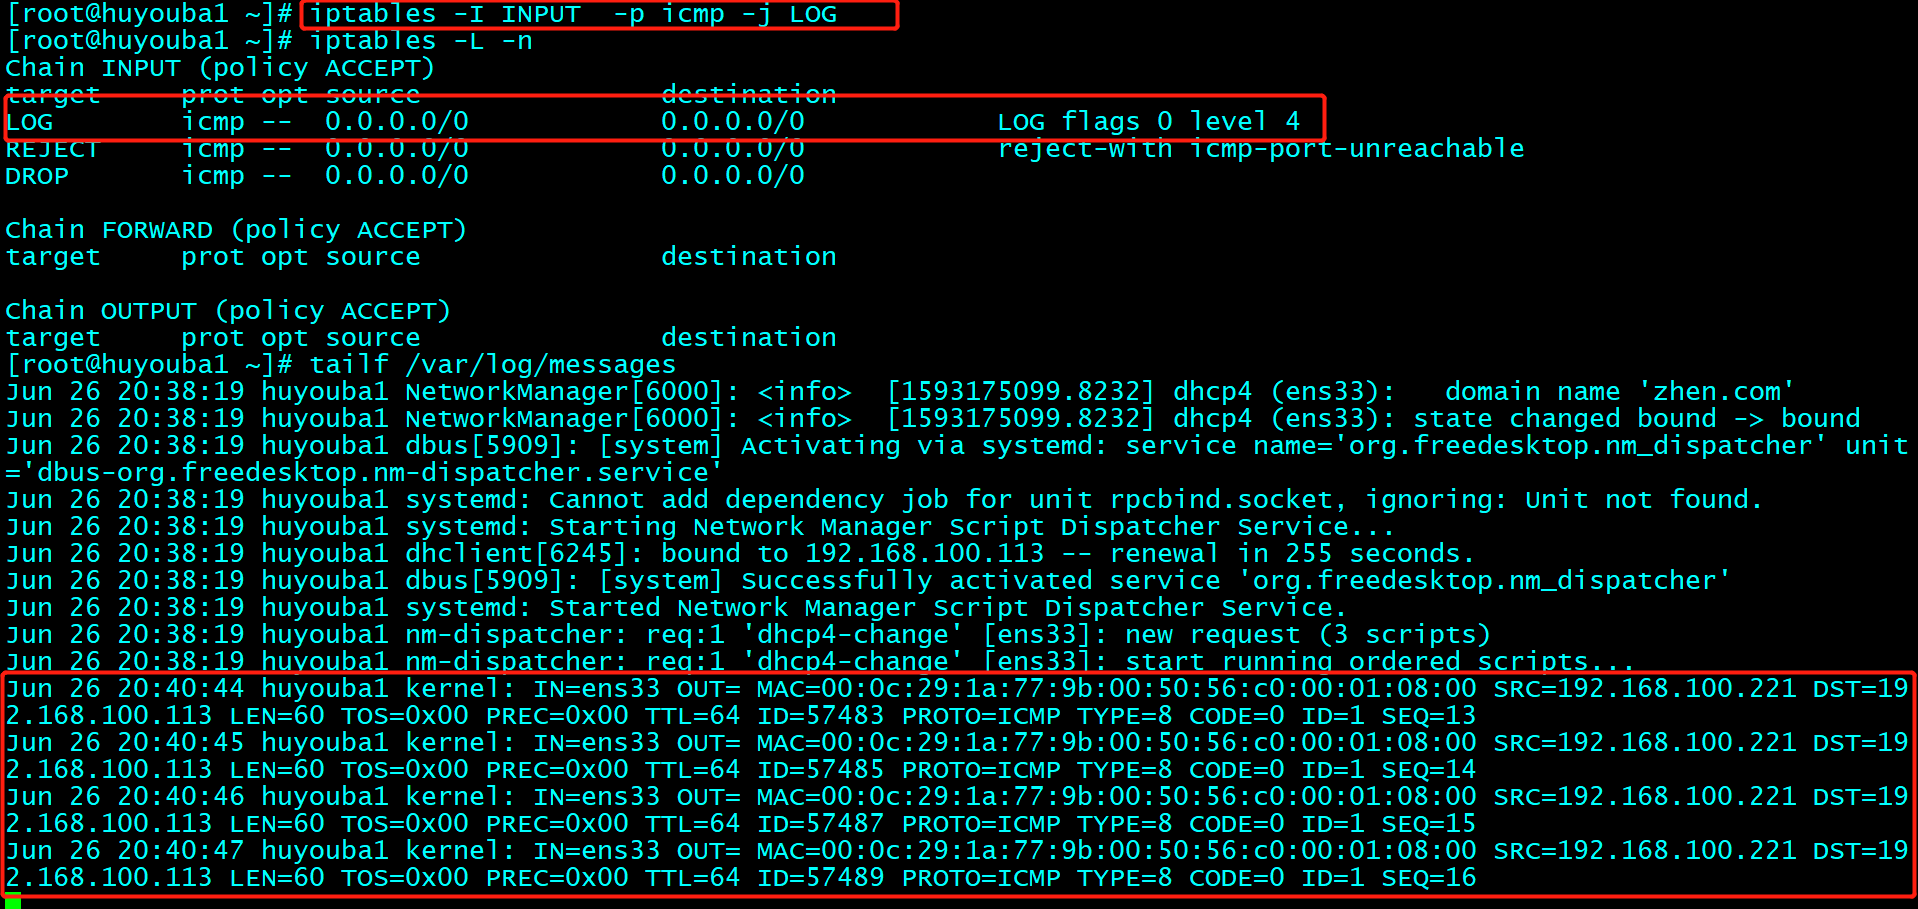 [root@huyouba1 ~]# iptables -I INPUT  -p icmp -j LOG
[root@huyouba1 ~]# iptables -L -n
Chain INPUT (policy ACCEPT)
target     prot opt source               destination
LOG        icmp --  0.0.0.0/0            0.0.0.0/0            LOG flags 0 level 4
REJECT     icmp --  0.0.0.0/0            0.0.0.0/0            reject-with icmp-port-unreachable
DROP       icmp --  0.0.0.0/0            0.0.0.0/0

Chain FORWARD (policy ACCEPT)
target     prot opt source               destination

Chain OUTPUT (policy ACCEPT)
target     prot opt source               destination
[root@huyouba1 ~]# tailf /var/log/messages
Jun 26 20:38:19 huyouba1 NetworkManager[6000]: <info>  [1593175099.8232] dhcp4 (ens33):   domain name 'zhen.com'
Jun 26 20:38:19 huyouba1 NetworkManager[6000]: <info>  [1593175099.8232] dhcp4 (ens33): state changed bound -> bound
Jun 26 20:38:19 huyouba1 dbus[5909]: [system] Activating via systemd: service name='org.freedesktop.nm_dispatcher' unit
='dbus-org.freedesktop.nm-dispatcher.service'
Jun 26 20:38:19 huyouba1 systemd: Cannot add dependency job for unit rpcbind.socket, ignoring: Unit not found.
Jun 26 20:38:19 huyouba1 systemd: Starting Network Manager Script Dispatcher Service...
Jun 26 20:38:19 huyouba1 dhclient[6245]: bound to 192.168.100.113 -- renewal in 255 seconds.
Jun 26 20:38:19 huyouba1 dbus[5909]: [system] Successfully activated service 'org.freedesktop.nm_dispatcher'
Jun 26 20:38:19 huyouba1 systemd: Started Network Manager Script Dispatcher Service.
Jun 26 20:38:19 huyouba1 nm-dispatcher: req:1 'dhcp4-change' [ens33]: new request (3 scripts)
Jun 26 20:38:19 huyouba1 nm-dispatcher: req:1 'dhcp4-change' [ens33]: start running ordered scripts...
Jun 26 20:40:44 huyouba1 kernel: IN=ens33 OUT= MAC=00:0c:29:1a:77:9b:00:50:56:c0:00:01:08:00 SRC=192.168.100.221 DST=19
2.168.100.113 LEN=60 TOS=0x00 PREC=0x00 TTL=64 ID=57483 PROTO=ICMP TYPE=8 CODE=0 ID=1 SEQ=13
Jun 26 20:40:45 huyouba1 kernel: IN=ens33 OUT= MAC=00:0c:29:1a:77:9b:00:50:56:c0:00:01:08:00 SRC=192.168.100.221 DST=19
2.168.100.113 LEN=60 TOS=0x00 PREC=0x00 TTL=64 ID=57485 PROTO=ICMP TYPE=8 CODE=0 ID=1 SEQ=14
Jun 26 20:40:46 huyouba1 kernel: IN=ens33 OUT= MAC=00:0c:29:1a:77:9b:00:50:56:c0:00:01:08:00 SRC=192.168.100.221 DST=19
2.168.100.113 LEN=60 TOS=0x00 PREC=0x00 TTL=64 ID=57487 PROTO=ICMP TYPE=8 CODE=0 ID=1 SEQ=15
Jun 26 20:40:47 huyouba1 kernel: IN=ens33 OUT= MAC=00:0c:29:1a:77:9b:00:50:56:c0:00:01:08:00 SRC=192.168.100.221 DST=19
2.168.100.113 LEN=60 TOS=0x00 PREC=0x00 TTL=64 ID=57489 PROTO=ICMP TYPE=8 CODE=0 ID=1 SEQ=16